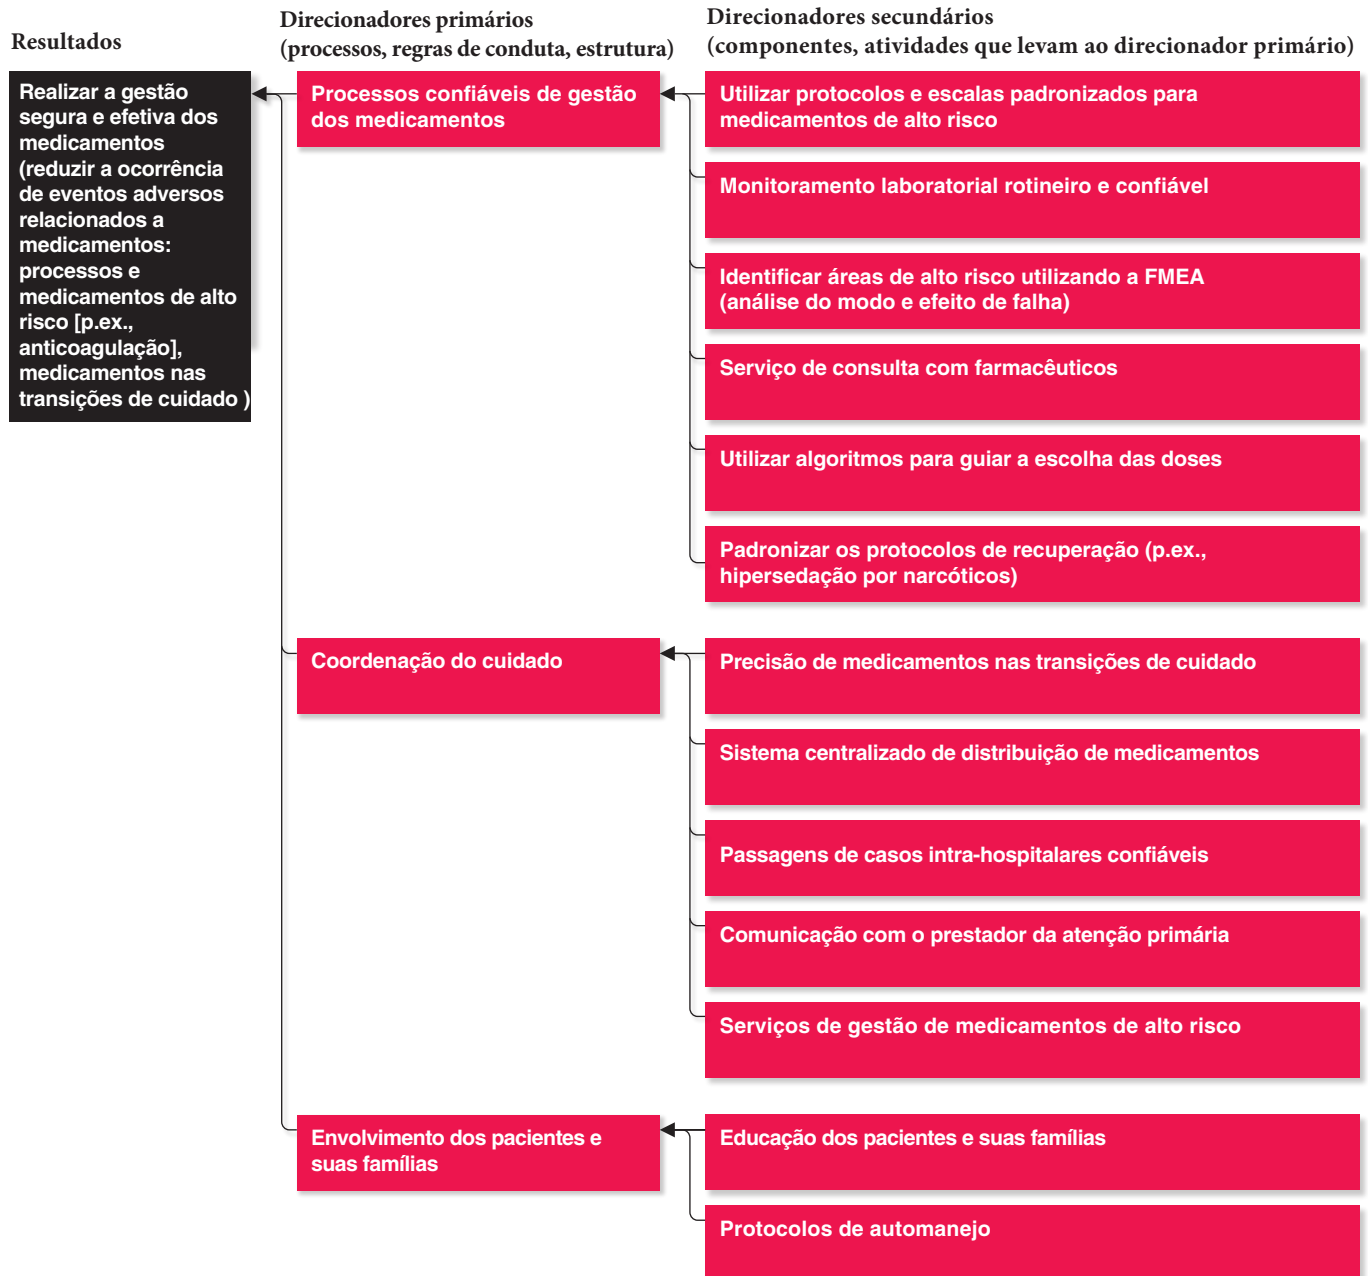 Resultados
Direcionadores primários
(processos, regras de conduta, estrutura)
Direcionadores secundários
(componentes, atividades que levam ao direcionador primário)
Realizar a gestão
segura e efetiva dos
medicamentos
(reduzir a ocorrência
de eventos adversos
relacionados a
medicamentos:
processos e
medicamentos de alto
risco [p.ex.,
anticoagulação],
medicamentos nas
transições de cuidado )
Processos confiáveis de gestão
dos medicamentos
Utilizar protocolos e escalas padronizados para
medicamentos de alto risco
Monitoramento laboratorial rotineiro e confiável
Identificar áreas de alto risco utilizando a FMEA
(análise do modo e efeito de falha)
Serviço de consulta com farmacêuticos
Utilizar algoritmos para guiar a escolha das doses
Padronizar os protocolos de recuperação (p.ex.,
hipersedação por narcóticos)
Coordenação do cuidado
Precisão de medicamentos nas transições de cuidado
Sistema centralizado de distribuição de medicamentos
Passagens de casos intra-hospitalares confiáveis
Comunicação com o prestador da atenção primária
Serviços de gestão de medicamentos de alto risco
Envolvimento dos pacientes e
suas famílias
Educação dos pacientes e suas famílias
Protocolos de automanejo